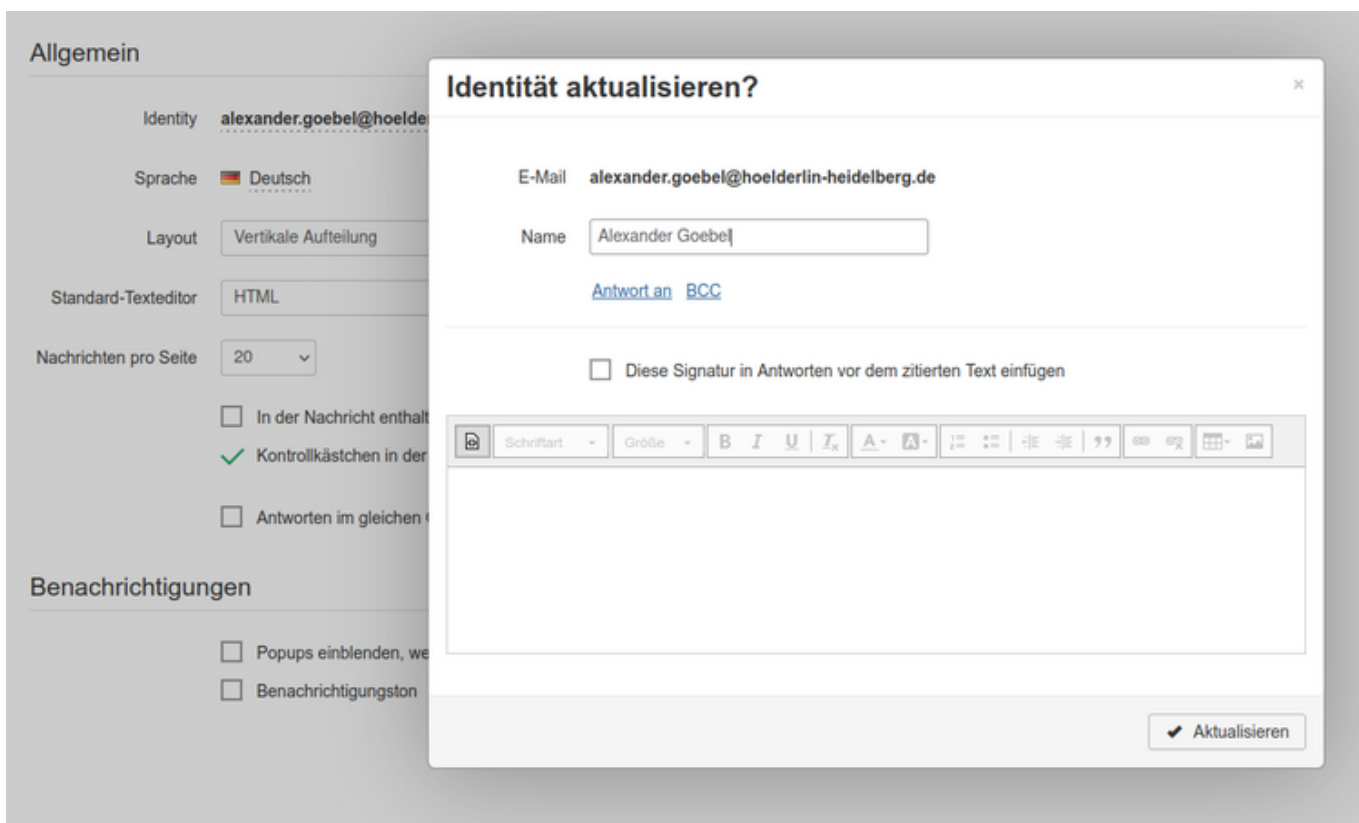 Allgemein
Identity alexander.goebel@hoelder
Sprache Deutsch
Layout Vertikale Aufteilung
Standard-Texteditor HTML
Nachrichten pro Seite 20
In der Nachricht enthalt
Kontrollkästchen in der
Antworten im gleichen
Benachrichtigungen
Popups einblenden, we
Benachrichtigungston
Identität aktualisieren? ×
E-Mail alexander.goebel@hoelderlin-heidelberg.de
Name Alexander Goebel
Antwort an BCC
Diese Signatur in Antworten vor dem zitierten Text einfügen
Schriftart Größe B I U Tx A A
Aktualisieren